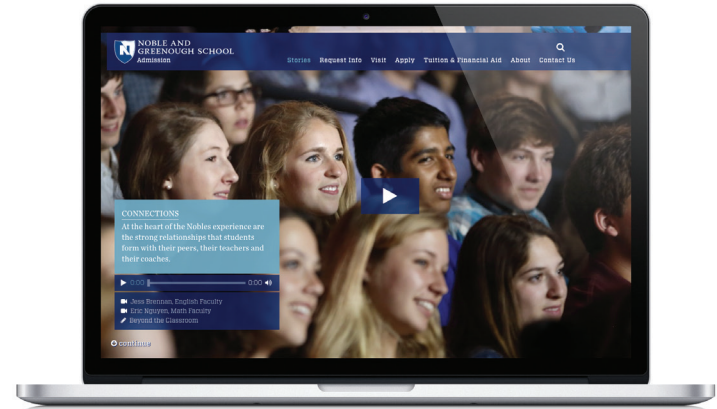 NOBLE AND
GREENOUGH SCHOOL
Admission
Stories Request Info Visit Apply Tuition & Financial Aid About Contact Us
CONNECTIONS
At the heart of the Nobles experience are
the strong relationships that students
form with their peers, their teachers and
their coaches.
0:00 0:00
Jess Brennan, English Faculty
Eric Nguyen, Math Faculty
Beyond the Classroom
continue